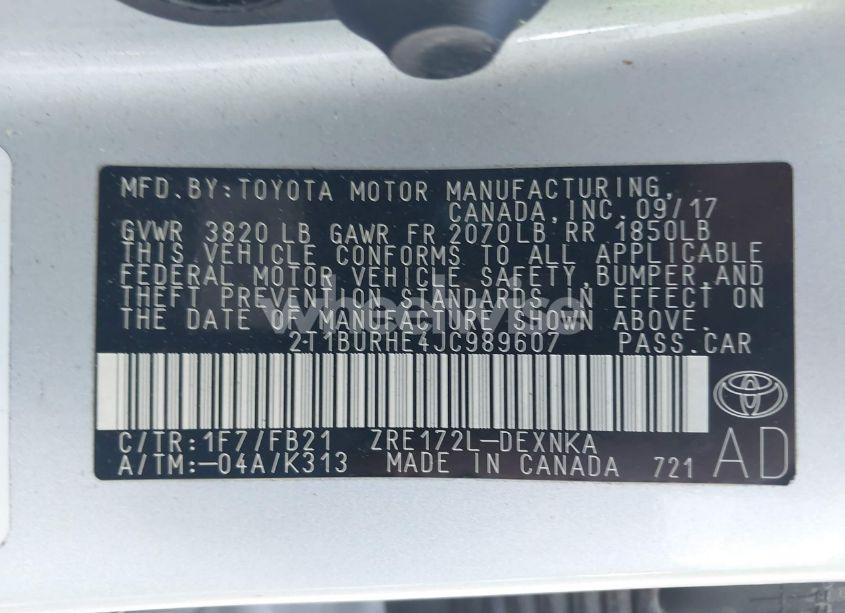 MFD.BY:TOYOTA MOTOR MANUFACTURING,
CANADA,INC.09/17
GVWR 3820 LB GAWR FR 2070LB RR 1850LB
THIS VEHICLE CONFORMS TO ALL APPLICABLE
FEDERAL MOTOR VEHICLE SAFETY,BUMPER,AND
THEFT PREVENTION STANDARDS IN EFFECT ON
THE DATE OF MANUFACTURE SHOWN ABOVE.
2T1BURHE4JC989607 PASS.CAR
C/TR:1F7/FB21 ZRE172L-DEXNKA
A/TM:-04A/K313 MADE IN CANADA 721 AD